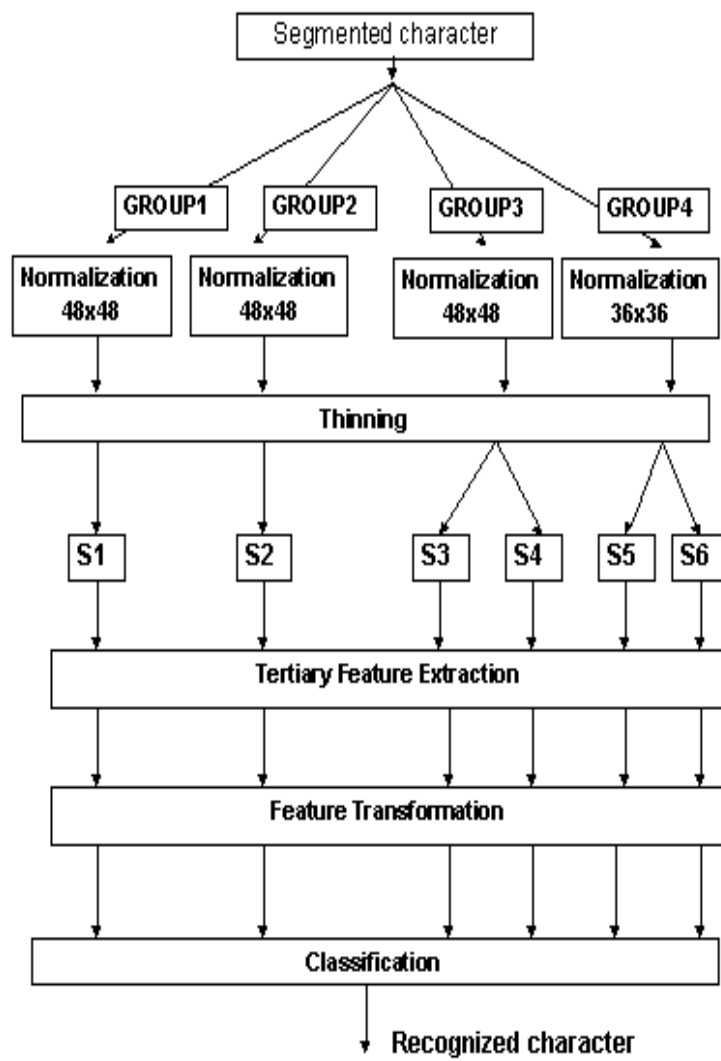 Segmented character
GROUP1 GROUP2 GROUP3 GROUP4
Normalization
48x48
Normalization
48x48
Normalization
48x48
Normalization
36x36
Thinning
S1 S2 S3 S4 S5 S6
Tertiary Feature Extraction
Feature Transformation
Classification
Recognized character